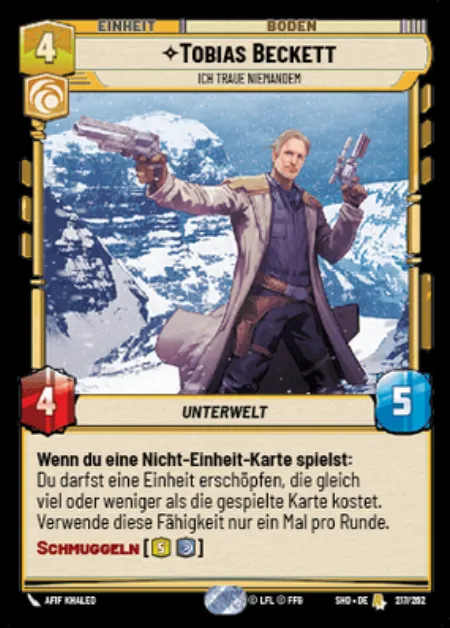 4
EINHEIT
BODEN
TOBIAS BECKETT
ICH TRAUE NIEMANDEM
4
UNTERWELT
5
Wenn du eine Nicht-Einheit-Karte spielst:
Du darfst eine Einheit erschöpfen, die gleich
viel oder weniger als die gespielte Karte kostet.
Verwende diese Fähigkeit nur ein Mal pro Runde.
SCHMUGGELN [5]
AFIF KHALED
© LFL © FFG
SHD • DE
217/262